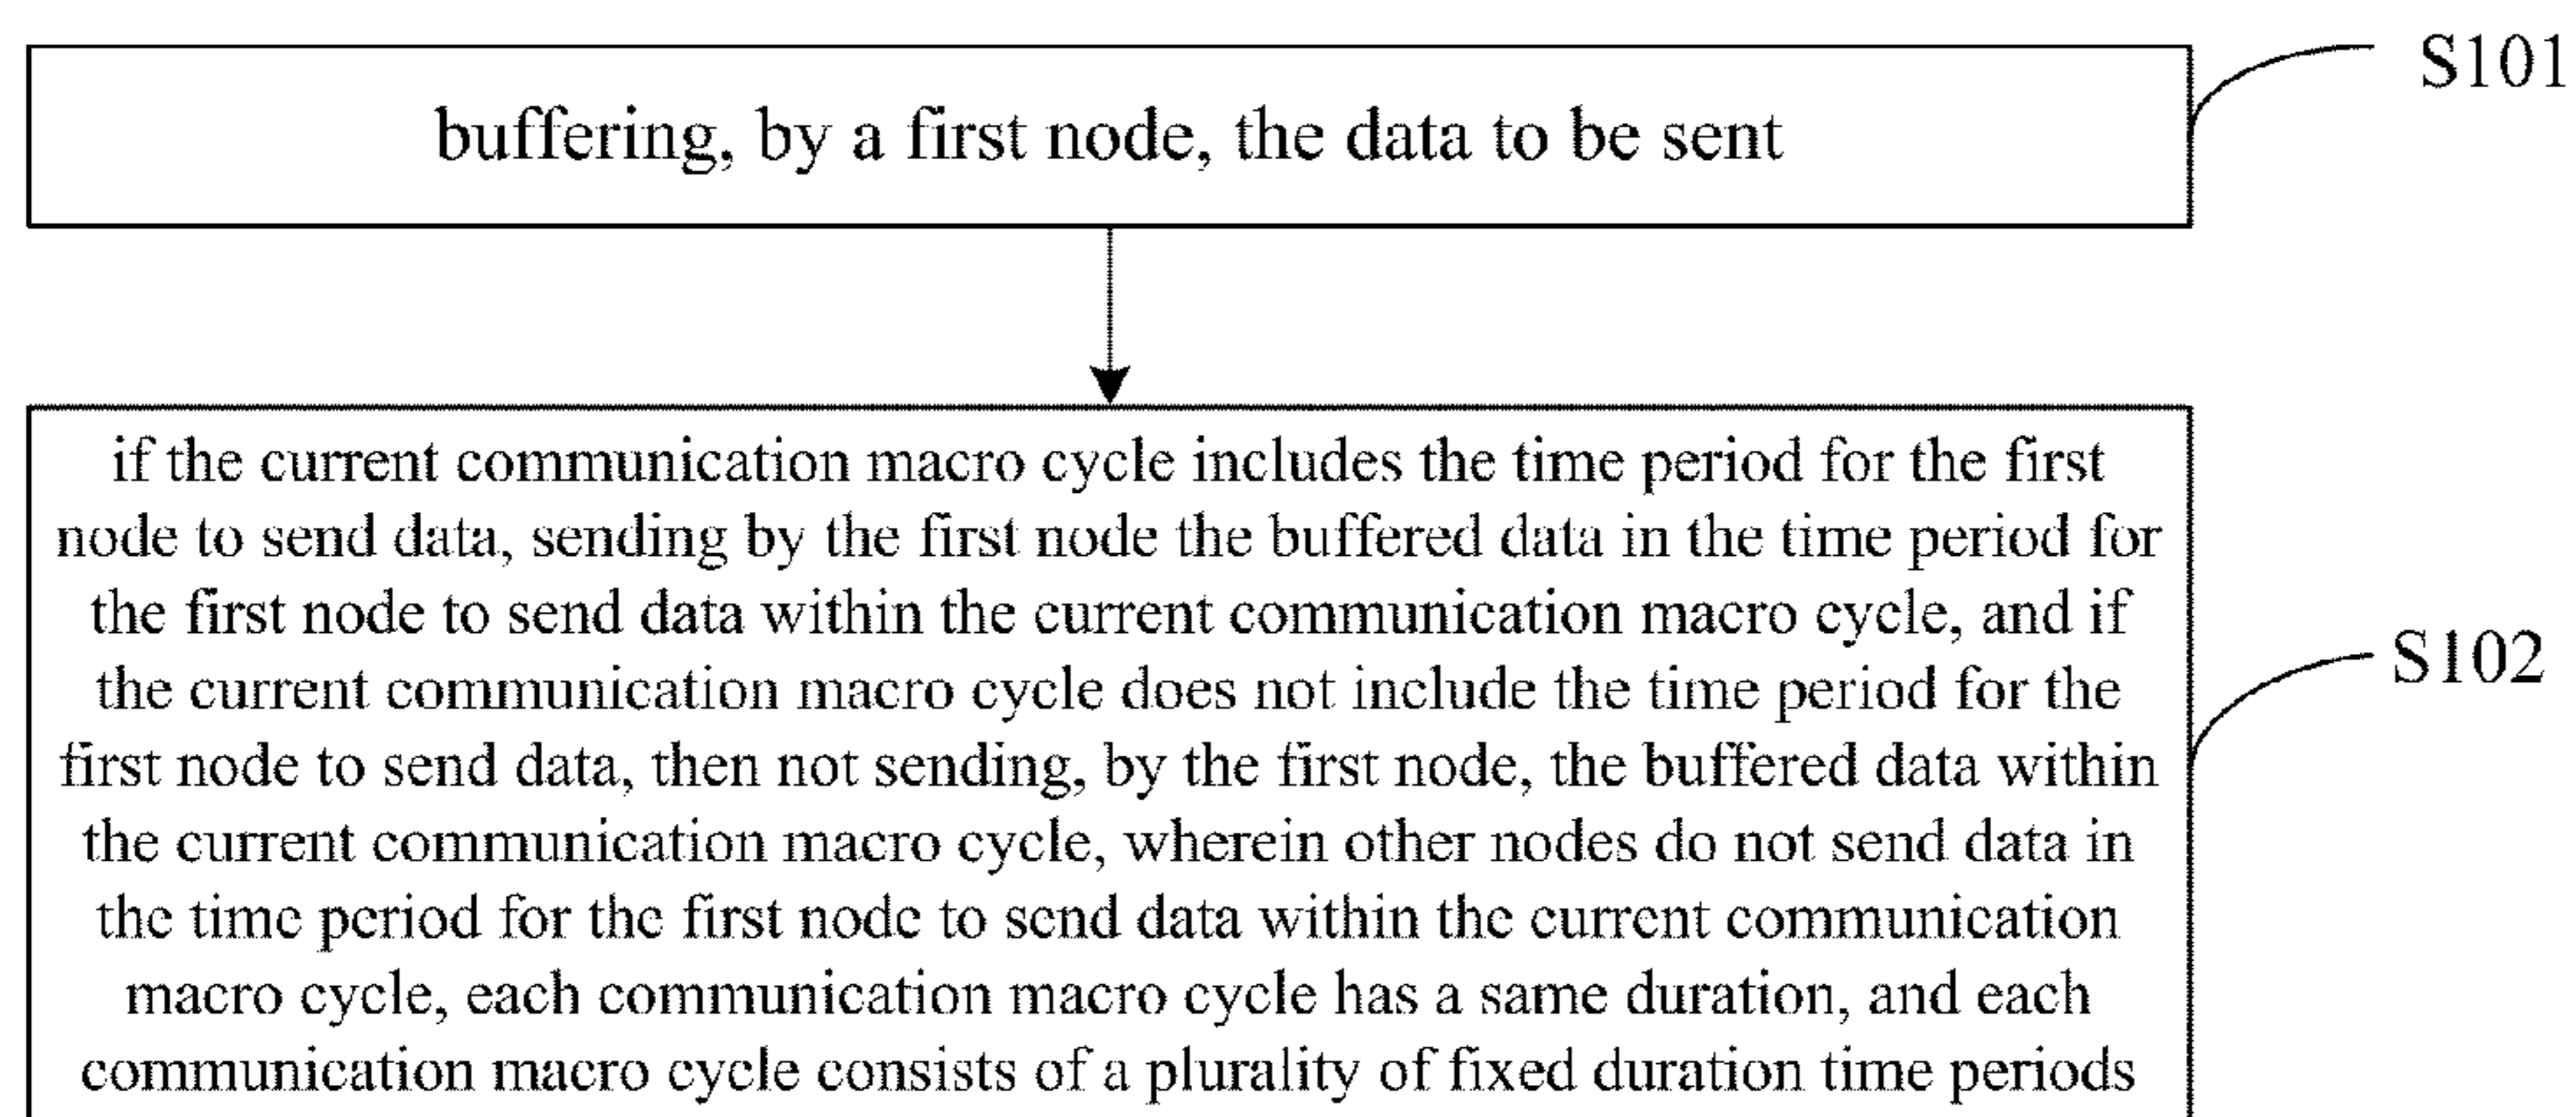 S101
buffering, by a first node, the data to be sent
if the current communication macro cycle includes the time period for the first
node to send data, sending by the first node the buffered data in the time period for
the first node to send data within the current communication macro cycle, and if
the current communication macro cycle does not include the time period for the
S102
first node to send data, then not sending, by the first node, the buffered data within
the current communication macro cycle, wherein other nodes do not send data in
the time period for the first node to send data within the current communication
macro cycle, each communication macro cycle has a same duration, and each
communication macro cycle consists of a plurality of fixed duration time periods